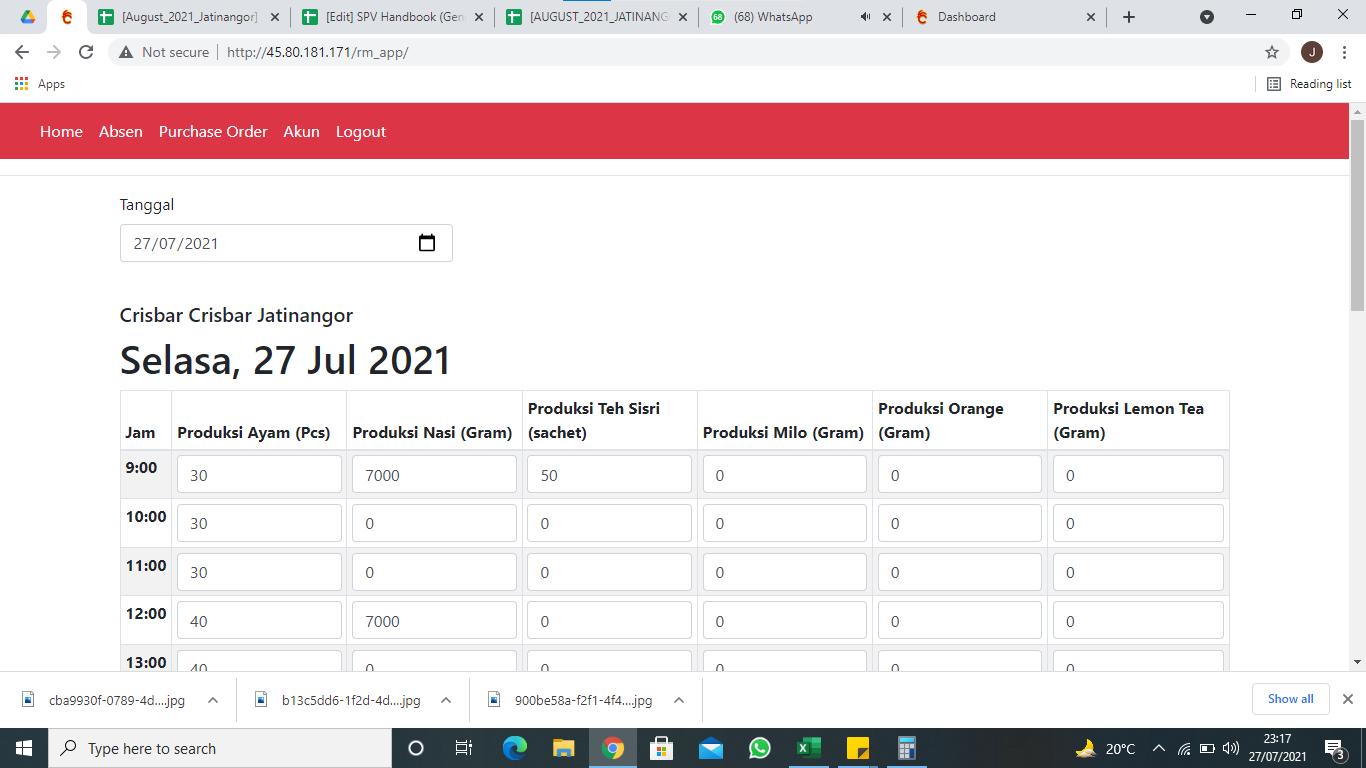 [August_2021_Jatinangor]
[Edit] SPV Handbook (Gen
[AUGUST_2021_JATINANG
68
(68) WhatsApp
Dashboard
Not secure
http://45.80.181.171/rm_app/
J
Apps
Reading list
Home Absen Purchase Order Akun Logout
Tanggal
27/07/2021
Crisbar Crisbar Jatinangor
Selasa, 27 Jul 2021
Jam Produksi Ayam (Pcs) Produksi Nasi (Gram) Produksi Teh Sisri (sachet) Produksi Milo (Gram) Produksi Orange (Gram) Produksi Lemon Tea (Gram)
9:00 30 7000 50 0 0 0
10:00 30 0 0 0 0 0
11:00 30 0 0 0 0 0
12:00 40 7000 0 0 0 0
13:00 40 0 0 0 0 0
cba9930f-0789-4d....jpg
b13c5dd6-1f2d-4d....jpg
900be58a-f2f1-4f4....jpg
Show all
Type here to search
20°C
23:17
27/07/2021
3